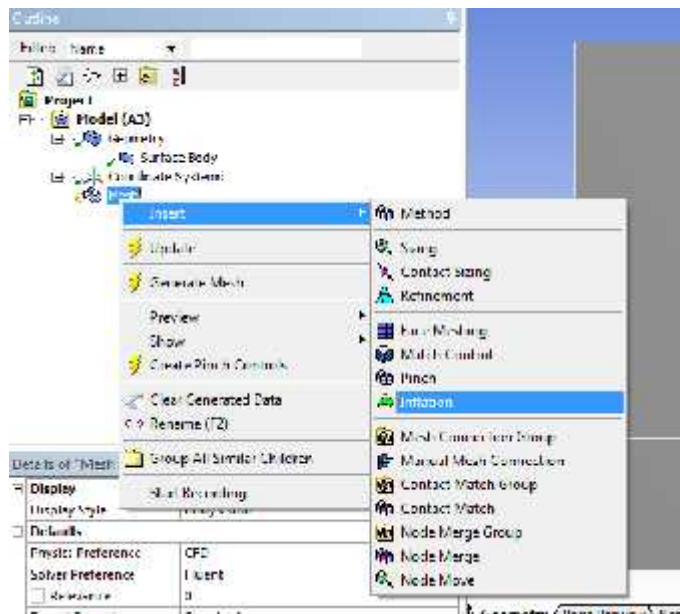 Outline
Filter: Name
Project
Model (A3)
Geometry
Surface Body
Coordinate Systems
Mesh
Insert
Update
Generate Mesh
Preview
Show
Create Pinch Controls
Clear Generated Data
Rename (F2)
Group All Similar Children
Start Recording
Method
Sizing
Contact Sizing
Refinement
Face Meshing
Match Control
Pinch
Inflation
Mesh Connection Group
Manual Mesh Connection
Contact Match Group
Contact Match
Node Merge Group
Node Merge
Node Move
Details of "Mesh
Display
Display Style
Defaults
Physics Preference CFD
Solver Preference Fluent
Relevance 0
Geometry